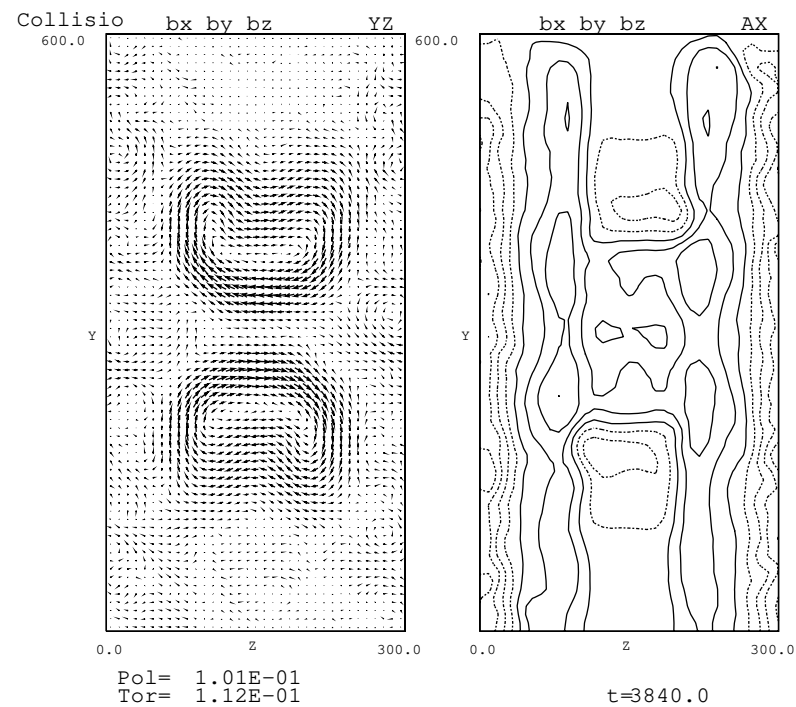 Collisio bx by bz YZ bx by bz AX
600.0 600.0
Y Y
0.0 Z 300.0 0.0 Z 300.0
Pol= 1.01E-01
Tor= 1.12E-01 t=3840.0